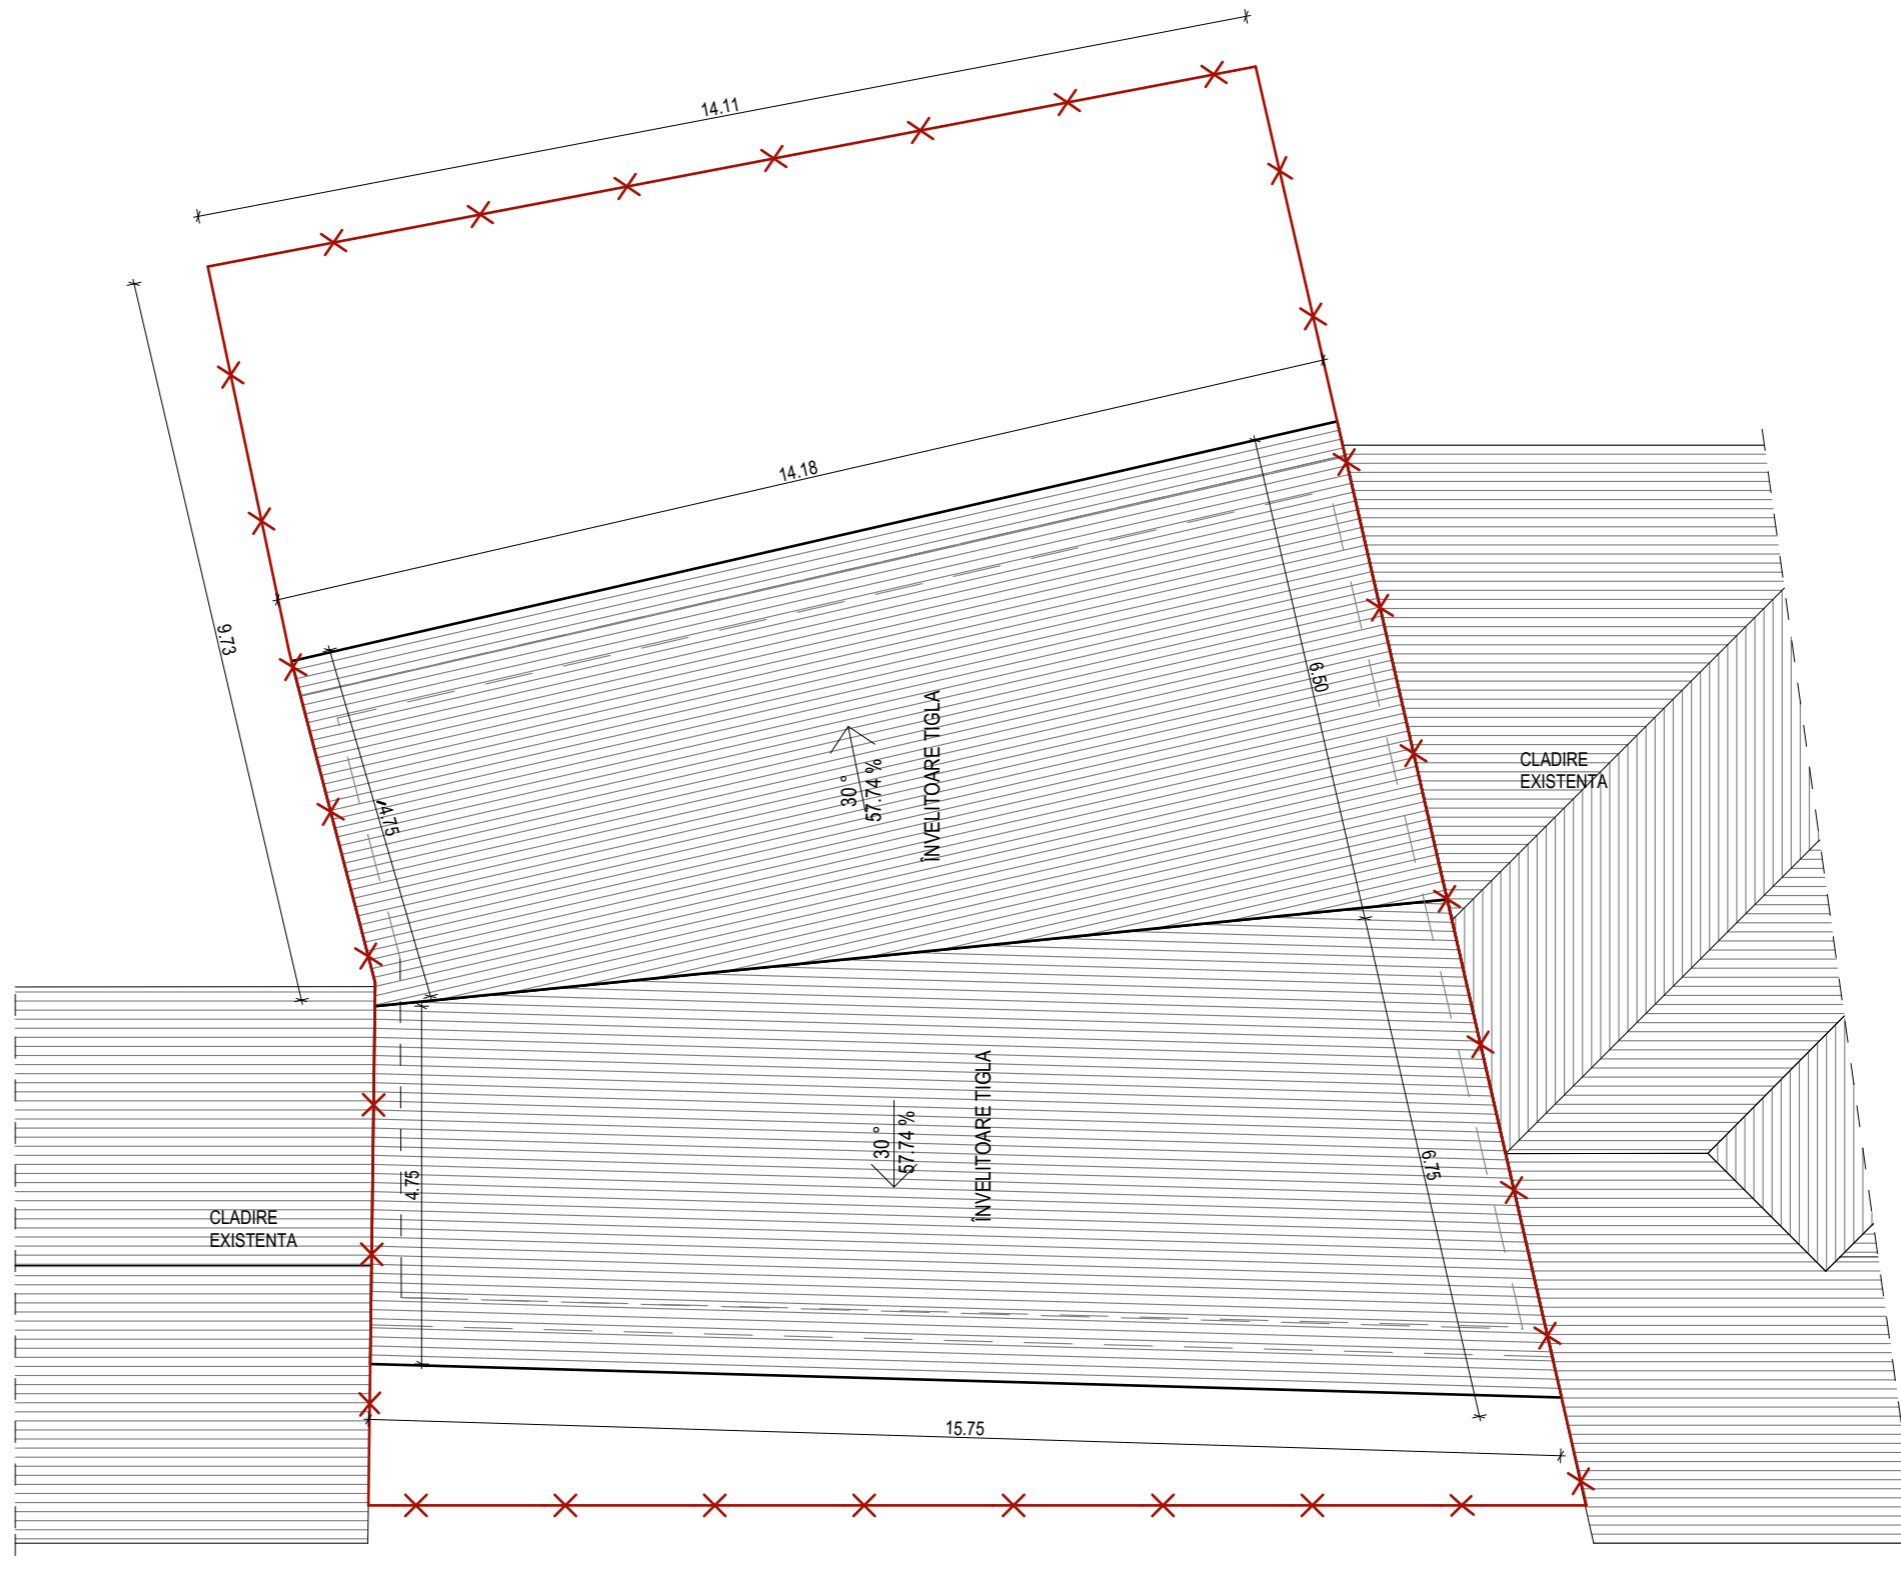 14.11
14.18
9.73
4.75
6.50
30 °
57.74 %
ÎNVELITOARE TIGLA
CLADIRE
EXISTENTA
4.75
30 °
57.74 %
ÎNVELITOARE TIGLA
6.75
CLADIRE
EXISTENTA
15.75